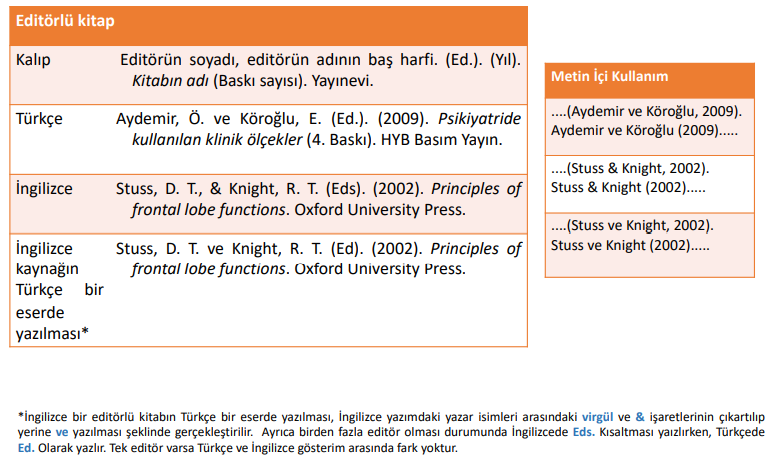 Editörlü kitap
Kalıp
Editörün soyadı, editörün adının baş harfi. (Ed.). (Yıl).
Kitabın adı (Baskı sayısı). Yayınevi.
Türkçe
Aydemir, Ö. ve Köroğlu, E. (Ed.). (2009). Psikiyatride
kullanılan klinik ölçekler (4. Baskı). HYB Basım Yayın.
İngilizce
Stuss, D. T., & Knight, R. T. (Eds). (2002). Principles of
frontal lobe functions. Oxford University Press.
İngilizce
kaynağın
Türkçe bir
eserde
yazılması*
Stuss, D. T. ve Knight, R. T. (Ed). (2002). Principles of
frontal lobe functions. Oxford University Press.
Metin İçi Kullanım
....(Aydemir ve Köroğlu, 2009).
Aydemir ve Köroğlu (2009).....
....(Stuss & Knight, 2002).
Stuss & Knight (2002).....
....(Stuss ve Knight, 2002).
Stuss ve Knight (2002).....
*İngilizce bir editörlü kitabın Türkçe bir eserde yazılması, İngilizce yazımdaki yazar isimleri arasındaki virgül ve & işaretlerinin çıkartılıp
yerine ve yazılması şeklinde gerçekleştirilir. Ayrıca birden fazla editör olması durumunda İngilizcede Eds. Kısaltması yaızlırken, Türkçede
Ed. Olarak yazlır. Tek editör varsa Türkçe ve İngilizce gösterim arasında fark yoktur.